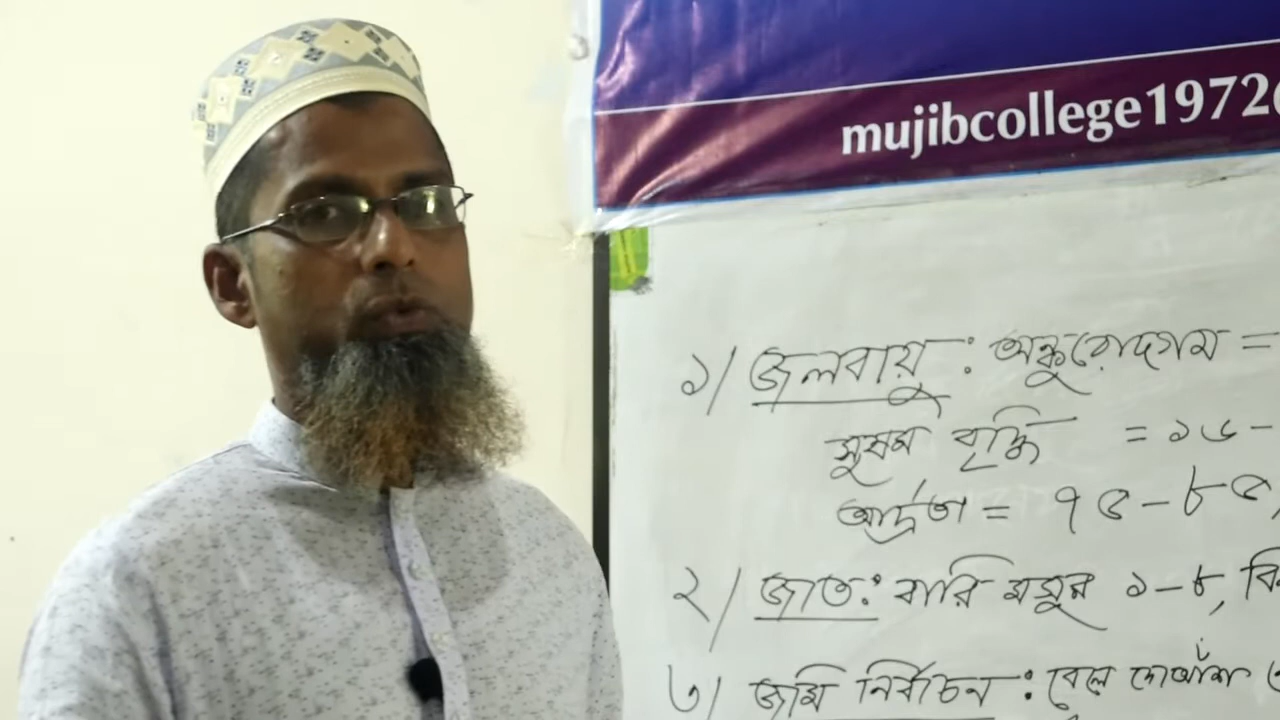 mujibcollege1972
১/ জলবায়ু : অঙ্কুরোদগম =
সুষম বৃদ্ধি = ১৬-
আর্দ্রতা = ৭৫-৮৫
২/ জাত: বারি মসুর ১-৮, বি
৩/ জমি নির্বাচন : বেলে দোআঁশ